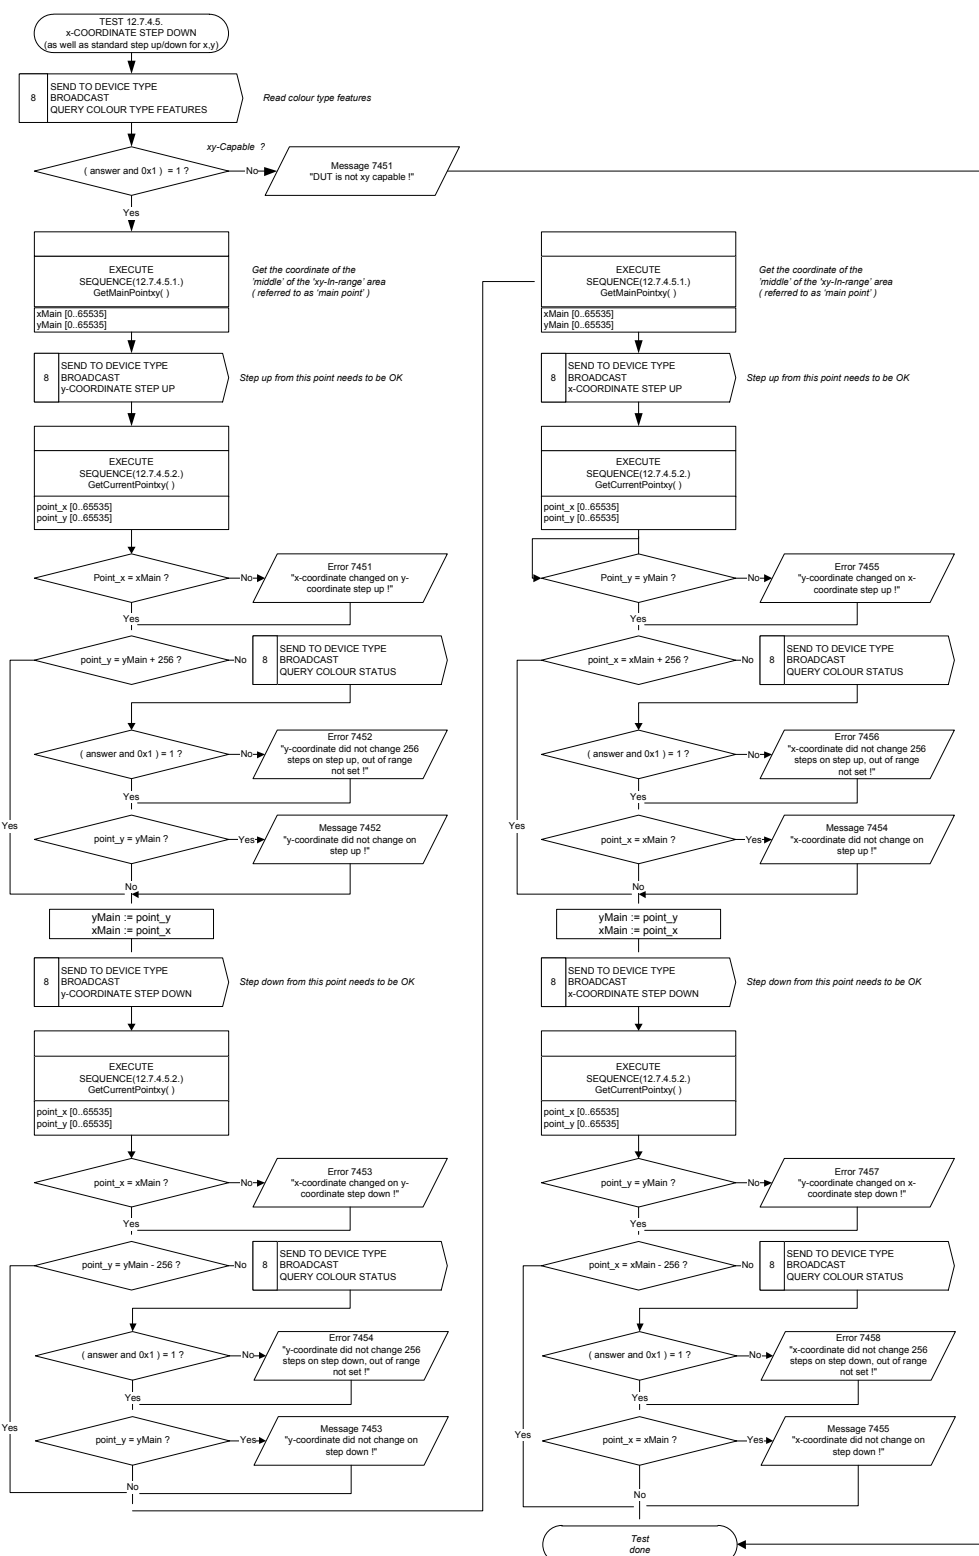 TEST 12.7.4.5.
x-COORDINATE STEP DOWN
(as well as standard step up/down for x,y)
8
SEND TO DEVICE TYPE
BROADCAST
QUERY COLOUR TYPE FEATURES
Read colour type features
xy-Capable ?
( answer and 0x1 ) = 1 ?
No
Message 7451
"DUT is not xy capable !"
Yes
EXECUTE
SEQUENCE(12.7.4.5.1.)
GetMainPointxy( )
xMain [0..65535]
yMain [0..65535]
Get the coordinate of the
'middle' of the 'xy-In-range' area
( referred to as 'main point' )
8
SEND TO DEVICE TYPE
BROADCAST
y-COORDINATE STEP UP
Step up from this point needs to be OK
EXECUTE
SEQUENCE(12.7.4.5.2.)
GetCurrentPointxy( )
point_x [0..65535]
point_y [0..65535]
Point_x = xMain ?
No
Error 7451
"x-coordinate changed on y-
coordinate step up !"
Yes
point_y = yMain + 256 ?
No
8
SEND TO DEVICE TYPE
BROADCAST
QUERY COLOUR STATUS
( answer and 0x1 ) = 1 ?
No
Error 7452
"y-coordinate did not change 256
steps on step up, out of range
not set !"
Yes
Yes
point_y = yMain ?
Yes
Message 7452
"y-coordinate did not change on
step up !"
No
yMain := point_y
xMain := point_x
8
SEND TO DEVICE TYPE
BROADCAST
y-COORDINATE STEP DOWN
Step down from this point needs to be OK
EXECUTE
SEQUENCE(12.7.4.5.2.)
GetCurrentPointxy( )
point_x [0..65535]
point_y [0..65535]
point_x = xMain ?
No
Error 7453
"x-coordinate changed on y-
coordinate step down !"
Yes
point_y = yMain - 256 ?
No
8
SEND TO DEVICE TYPE
BROADCAST
QUERY COLOUR STATUS
( answer and 0x1 ) = 1 ?
No
Error 7454
"y-coordinate did not change 256
steps on step down, out of range
not set !"
Yes
Yes
point_y = yMain ?
Yes
Message 7453
"y-coordinate did not change on
step down !"
No
EXECUTE
SEQUENCE(12.7.4.5.1.)
GetMainPointxy( )
xMain [0..65535]
yMain [0..65535]
Get the coordinate of the
'middle' of the 'xy-In-range' area
( referred to as 'main point' )
8
SEND TO DEVICE TYPE
BROADCAST
x-COORDINATE STEP UP
Step up from this point needs to be OK
EXECUTE
SEQUENCE(12.7.4.5.2.)
GetCurrentPointxy( )
point_x [0..65535]
point_y [0..65535]
Point_y = yMain ?
No
Error 7455
"y-coordinate changed on x-
coordinate step up !"
Yes
point_x = xMain + 256 ?
No
8
SEND TO DEVICE TYPE
BROADCAST
QUERY COLOUR STATUS
( answer and 0x1 ) = 1 ?
No
Error 7456
"x-coordinate did not change 256
steps on step up, out of range
not set !"
Yes
Yes
point_x = xMain ?
Yes
Message 7454
"x-coordinate did not change on
step up !"
No
yMain := point_y
xMain := point_x
8
SEND TO DEVICE TYPE
BROADCAST
x-COORDINATE STEP DOWN
Step down from this point needs to be OK
EXECUTE
SEQUENCE(12.7.4.5.2.)
GetCurrentPointxy( )
point_x [0..65535]
point_y [0..65535]
point_y = yMain ?
No
Error 7457
"y-coordinate changed on x-
coordinate step down !"
Yes
point_x = xMain - 256 ?
No
8
SEND TO DEVICE TYPE
BROADCAST
QUERY COLOUR STATUS
( answer and 0x1 ) = 1 ?
No
Error 7458
"x-coordinate did not change 256
steps on step down, out of range
not set !"
Yes
Yes
point_x = xMain ?
Yes
Message 7455
"x-coordinate did not change on
step down !"
No
Test
done